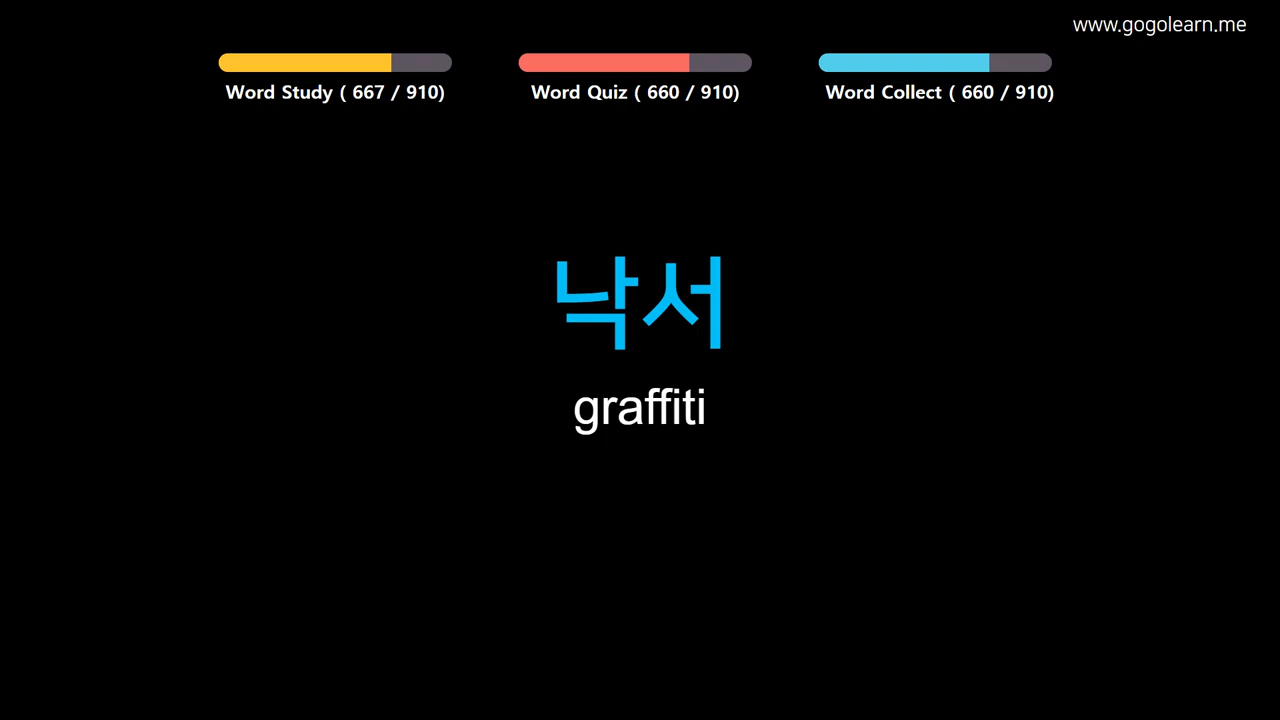 www.gogolearn.me
Word Study ( 667 / 910)
Word Quiz ( 660 / 910)
Word Collect ( 660 / 910)
낙서
graffiti